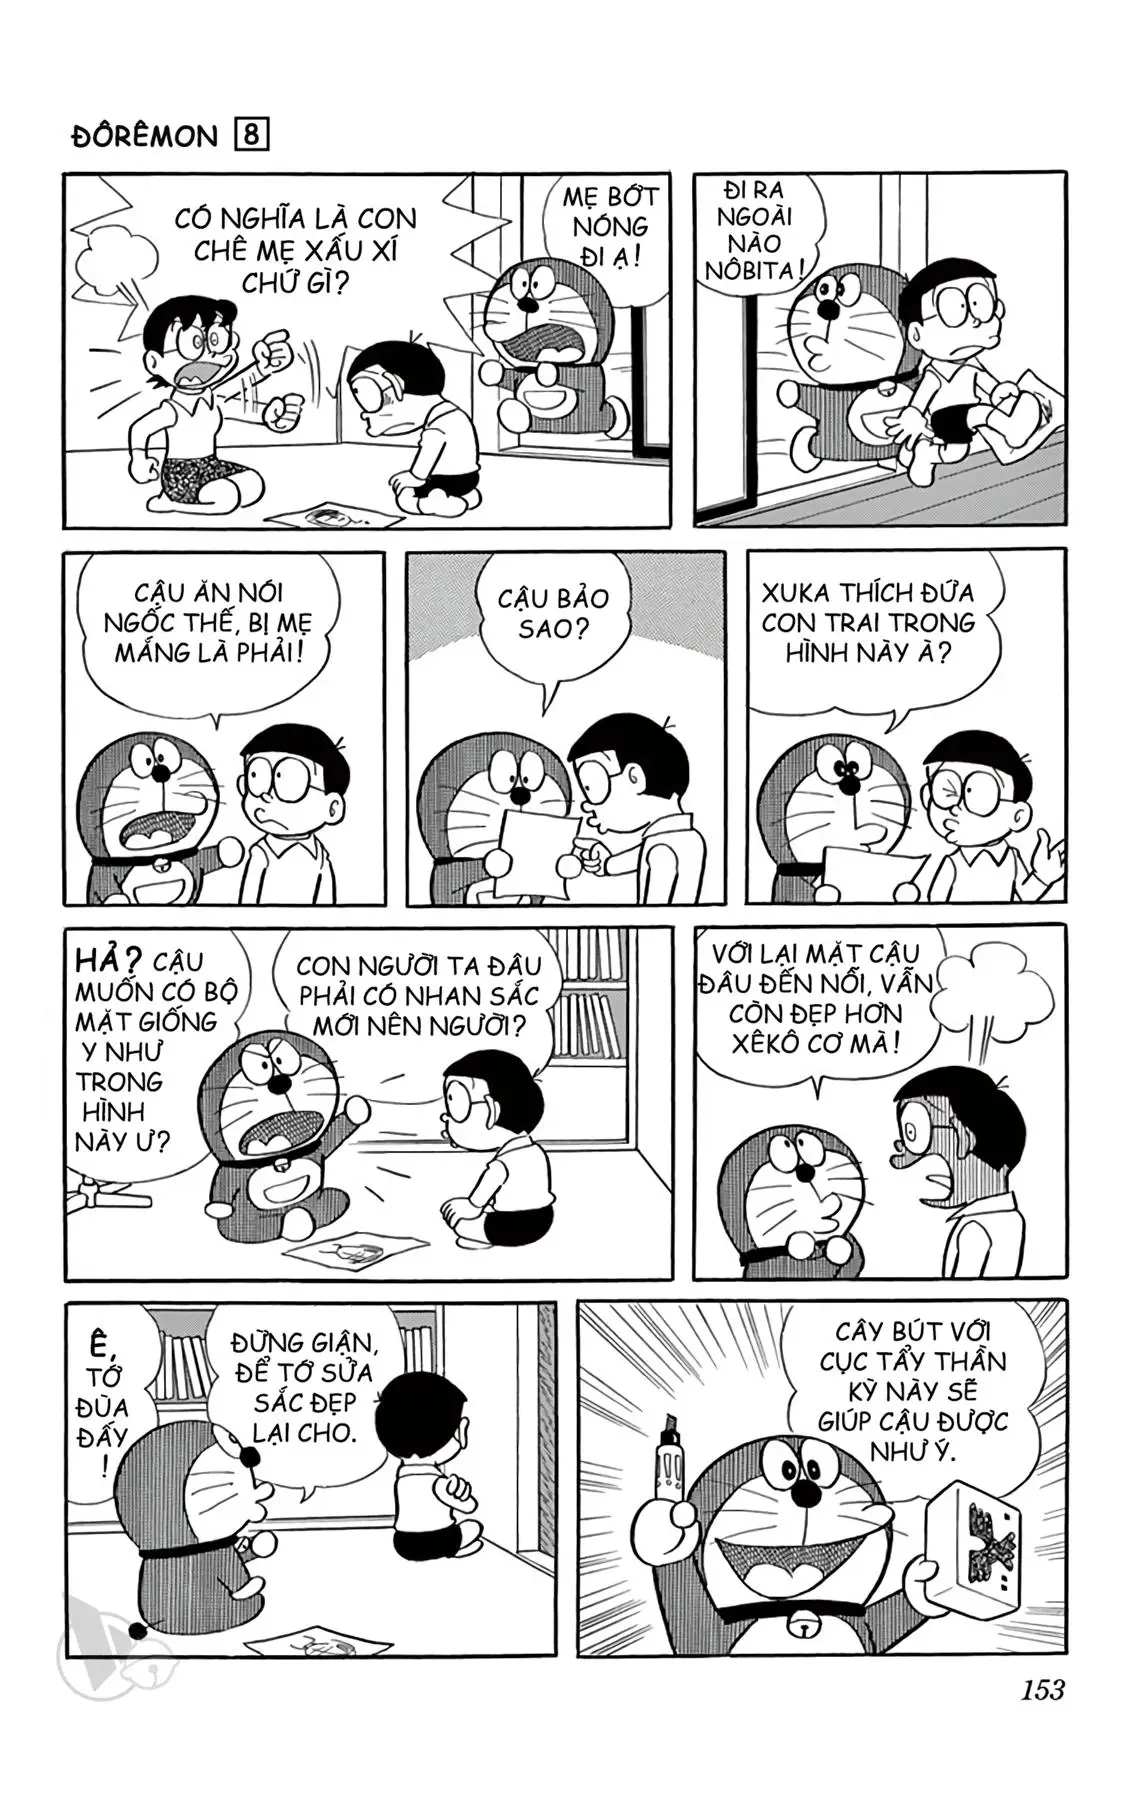 ĐÔRÊMON 8
CÓ NGHĨA LÀ CON
CHÊ MẸ XẤU XÍ
CHỨ GÌ?
MẸ BỚT
NÓNG
ĐI Ạ!
ĐI RA
NGOÀI
NÀO
NÔBITA!
CẬU ĂN NÓI
NGỐC THẾ, BỊ MẸ
MẮNG LÀ PHẢI!
CẬU BẢO
SAO?
XUKA THÍCH ĐỨA
CON TRAI TRONG
HÌNH NÀY À?
HẢ? CẬU
MUỐN CÓ BỘ
MẶT GIỐNG
Y NHƯ
TRONG
HÌNH
NÀY Ư?
CON NGƯỜI TA ĐÂU
PHẢI CÓ NHAN SẮC
MỚI NÊN NGƯỜI?
VỚI LẠI MẶT CẬU
ĐÂU ĐẾN NỖI, VẪN
CÒN ĐẸP HƠN
XÊKÔ CƠ MÀ!
Ê,
TỚ
ĐÙA
ĐẤY
!
ĐỪNG GIẬN,
ĐỂ TỚ SỬA
SẮC ĐẸP
LẠI CHO.
CÂY BÚT VỚI
CỤC TẨY THẦN
KỲ NÀY SẼ
GIÚP CẬU ĐƯỢC
NHƯ Ý.
153